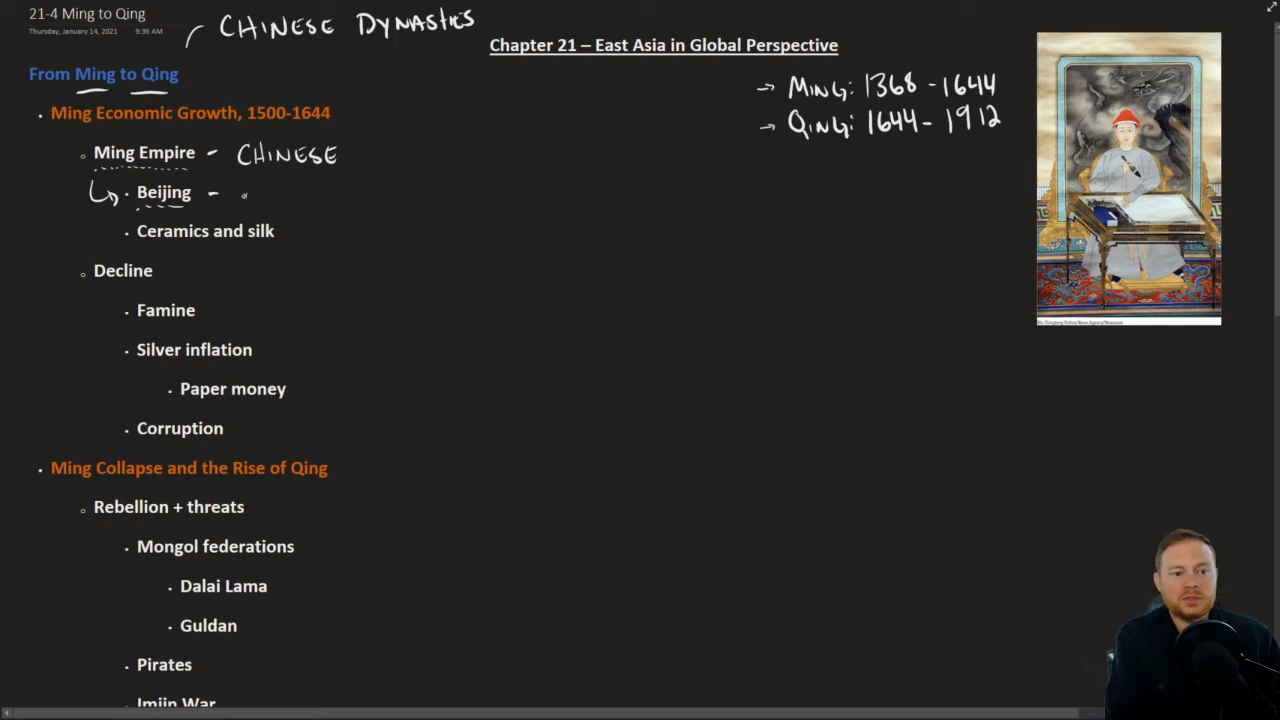 21-4 Ming to Qing
Thursday, January 14, 2021 9:36 AM
CHINESE DYNASTIES
Chapter 21 – East Asia in Global Perspective
From Ming to Qing
→ MING: 1368 - 1644
→ QING: 1644 - 1912
Ming Economic Growth, 1500-1644
Ming Empire - CHINESE
Beijing -
Ceramics and silk
Decline
Famine
Silver inflation
Paper money
Corruption
Ming Collapse and the Rise of Qing
Rebellion + threats
Mongol federations
Dalai Lama
Guldan
Pirates
Imjin War